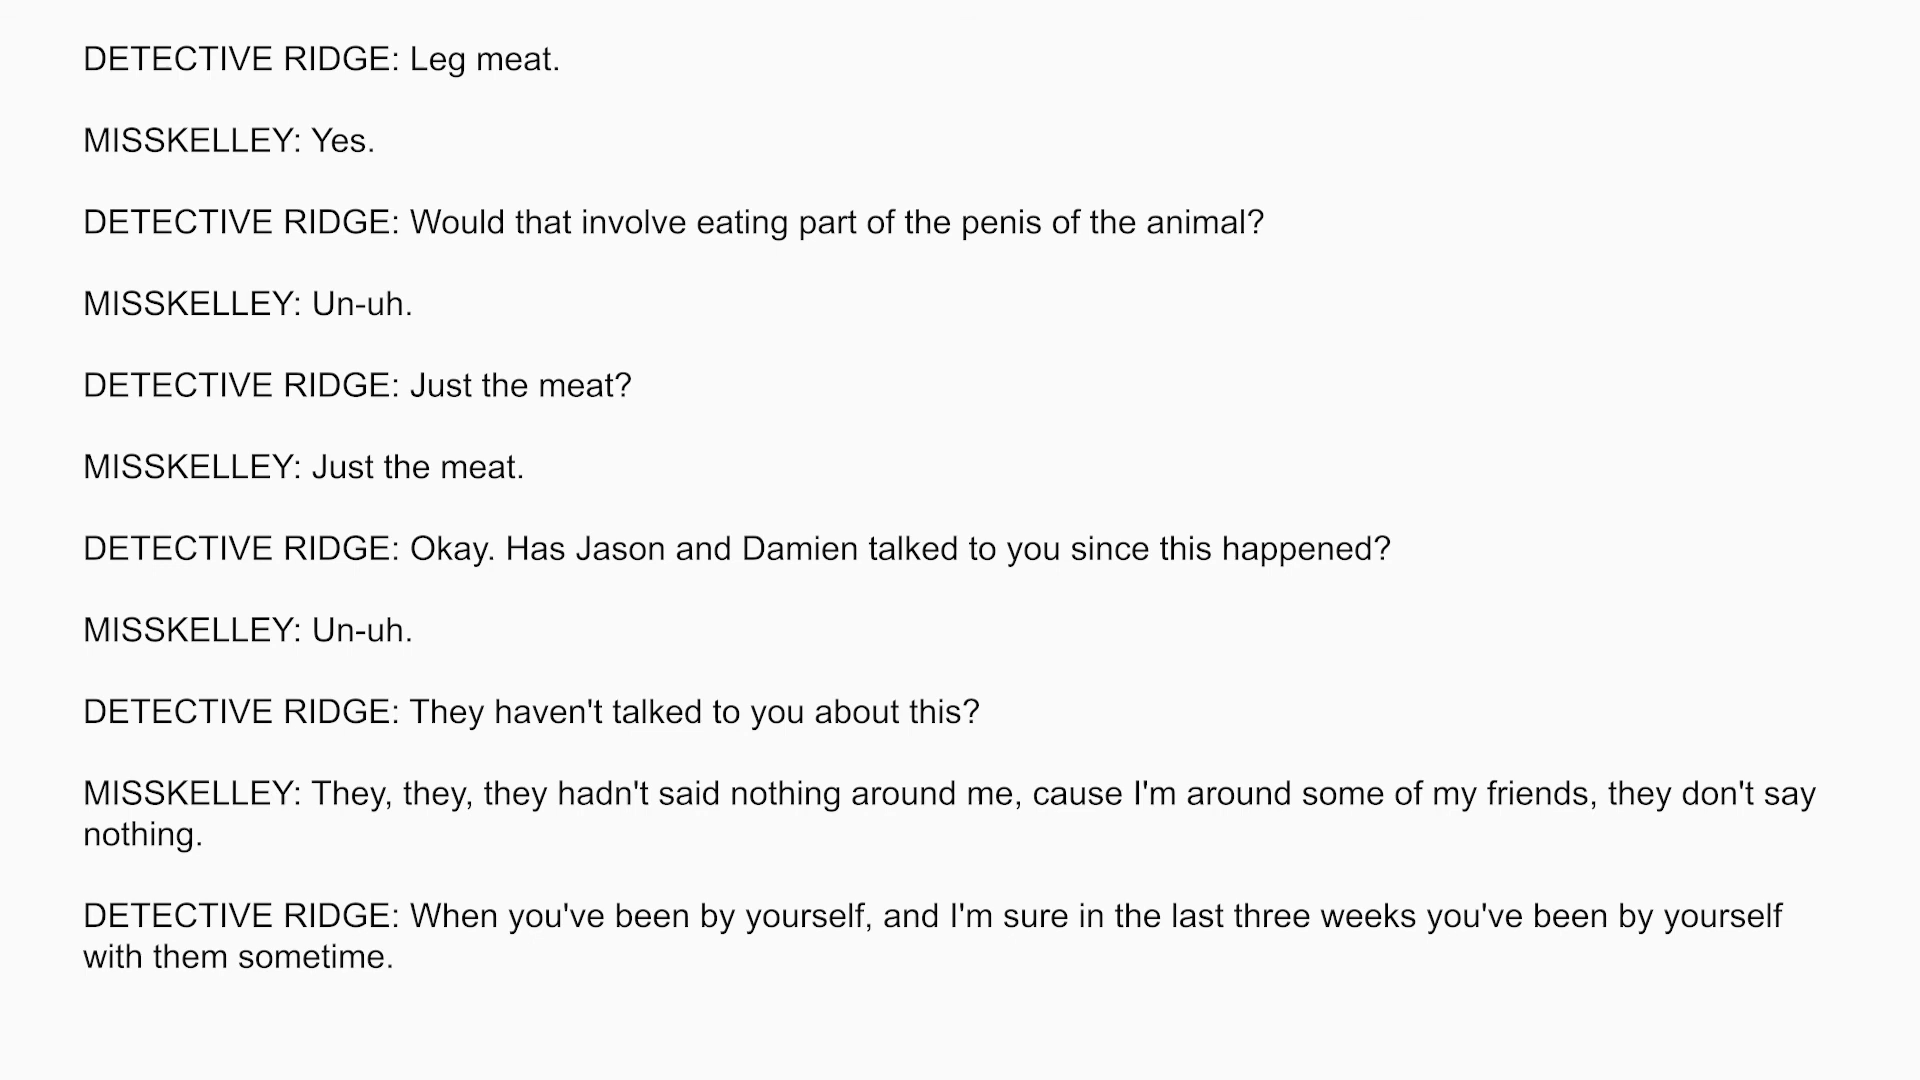 DETECTIVE RIDGE: Leg meat.
MISSKELLEY: Yes.
DETECTIVE RIDGE: Would that involve eating part of the penis of the animal?
MISSKELLEY: Un-uh.
DETECTIVE RIDGE: Just the meat?
MISSKELLEY: Just the meat.
DETECTIVE RIDGE: Okay. Has Jason and Damien talked to you since this happened?
MISSKELLEY: Un-uh.
DETECTIVE RIDGE: They haven't talked to you about this?
MISSKELLEY: They, they, they hadn't said nothing around me, cause I'm around some of my friends, they don't say
nothing.
DETECTIVE RIDGE: When you've been by yourself, and I'm sure in the last three weeks you've been by yourself
with them sometime.